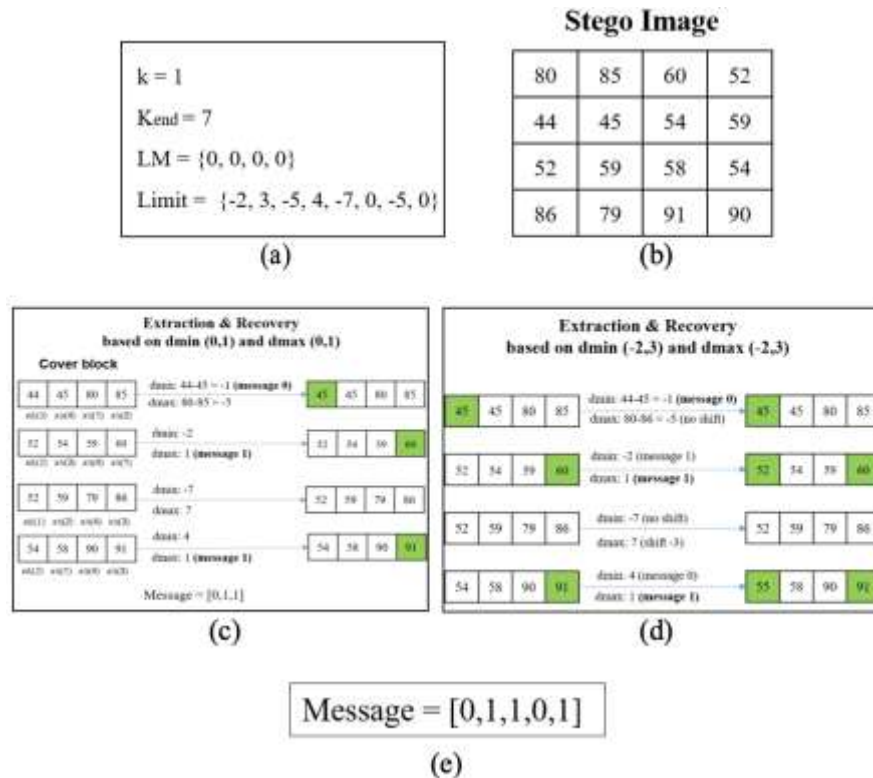 Stego Image
k = 1
Kend = 7
LM = {0, 0, 0, 0}
Limit = {-2, 3, -5, 4, -7, 0, -5, 0}
(a)
80 85 60 52
44 45 54 59
52 59 58 54
86 79 91 90
(b)
Extraction & Recovery
based on dmin (0,1) and dmax (0,1)
Cover block
44 45 80 85
dmin: 44-45 = -1 (message 0)
dmax: 80-85 = -5
45 45 80 85
52 54 59 60
dmin: -2
dmax: 1 (message 1)
52 54 59 60
52 59 79 86
dmin: -7
dmax: 7
52 59 79 86
54 58 90 91
dmin: 4
dmax: 1 (message 1)
54 58 90 91
Message = [0,1,1]
(c)
Extraction & Recovery
based on dmin (-2,3) and dmax (-2,3)
45 45 80 85
dmin: 44-45 = -1 (message 0)
dmax: 80-86 = -5 (no shift)
45 45 80 85
52 54 59 60
dmin: -2 (message 1)
dmax: 1 (message 1)
52 54 59 60
52 59 79 86
dmin: -7 (no shift)
dmax: 7 (shift -3)
52 59 79 86
54 58 90 91
dmin: 4 (message 0)
dmax: 1 (message 1)
55 58 90 91
(d)
Message = [0,1,1,0,1]
(e)